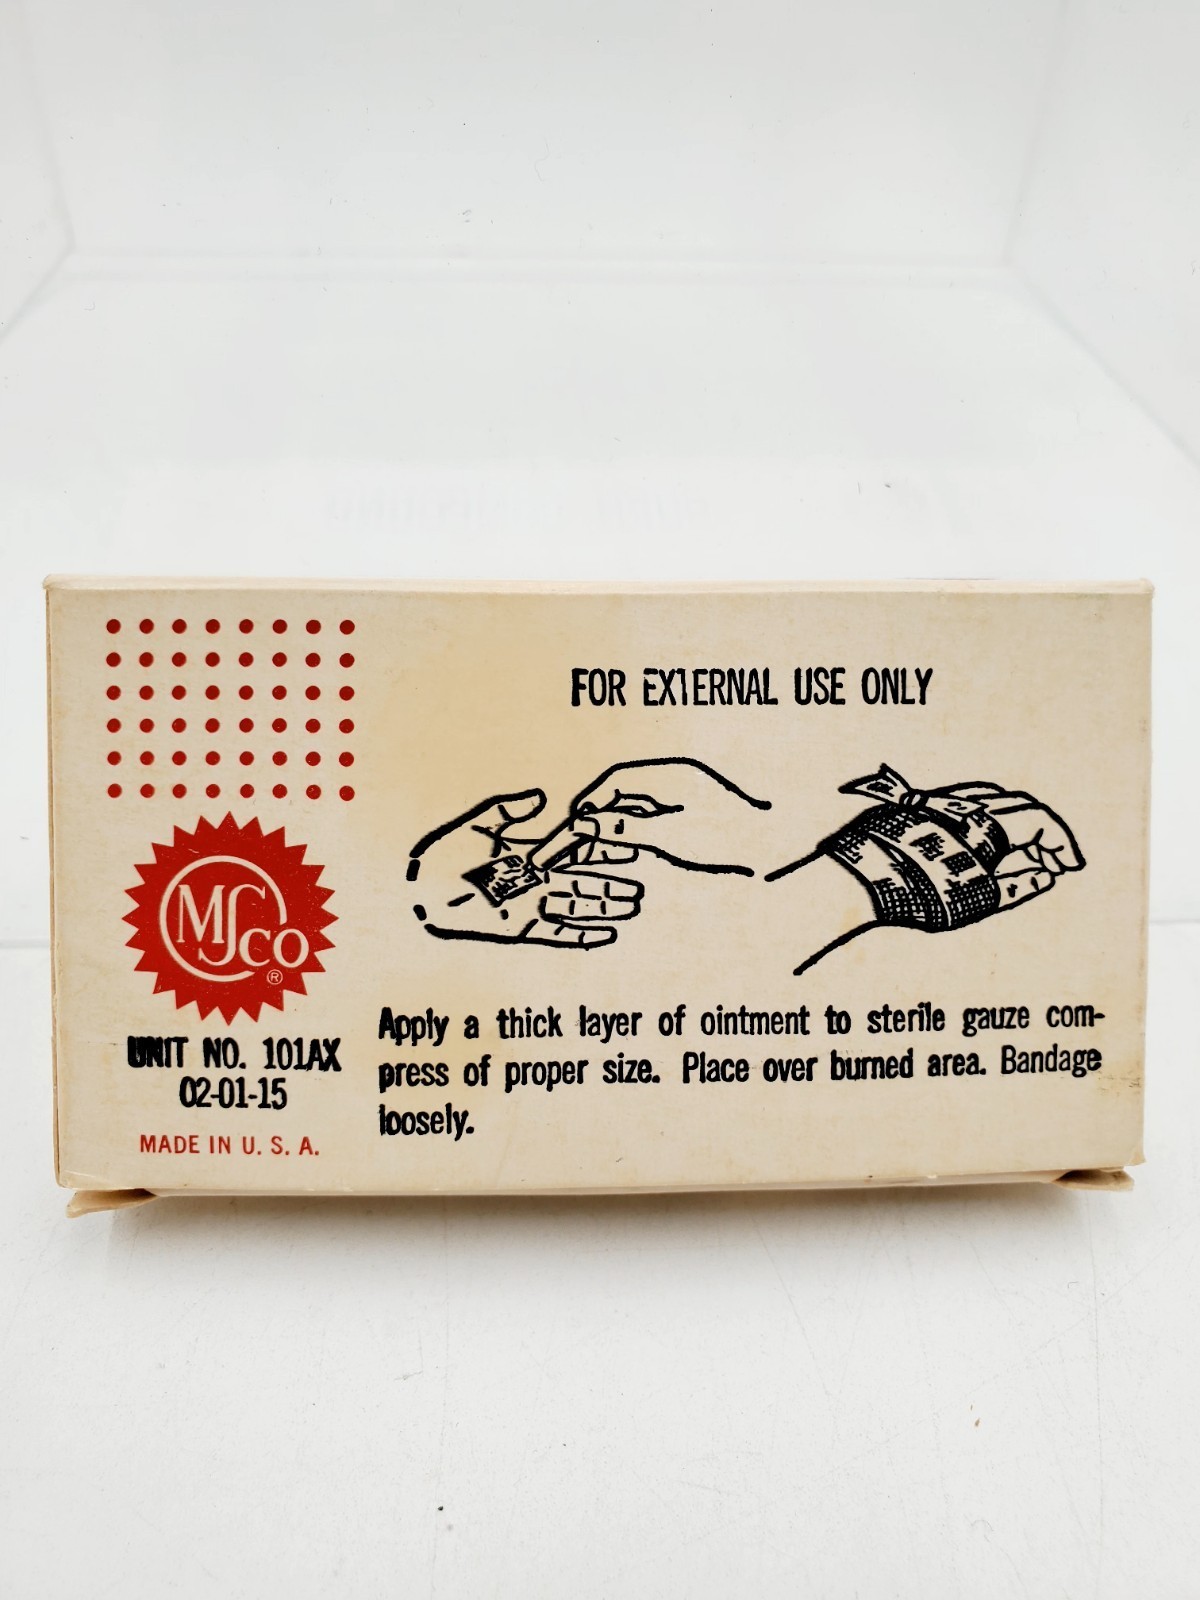 FOR EXTERNAL USE ONLY
MSCO
®
UNIT NO. 101AX
02-01-15
MADE IN U. S. A.
Apply a thick layer of ointment to sterile gauze com-
press of proper size. Place over burned area. Bandage
loosely.